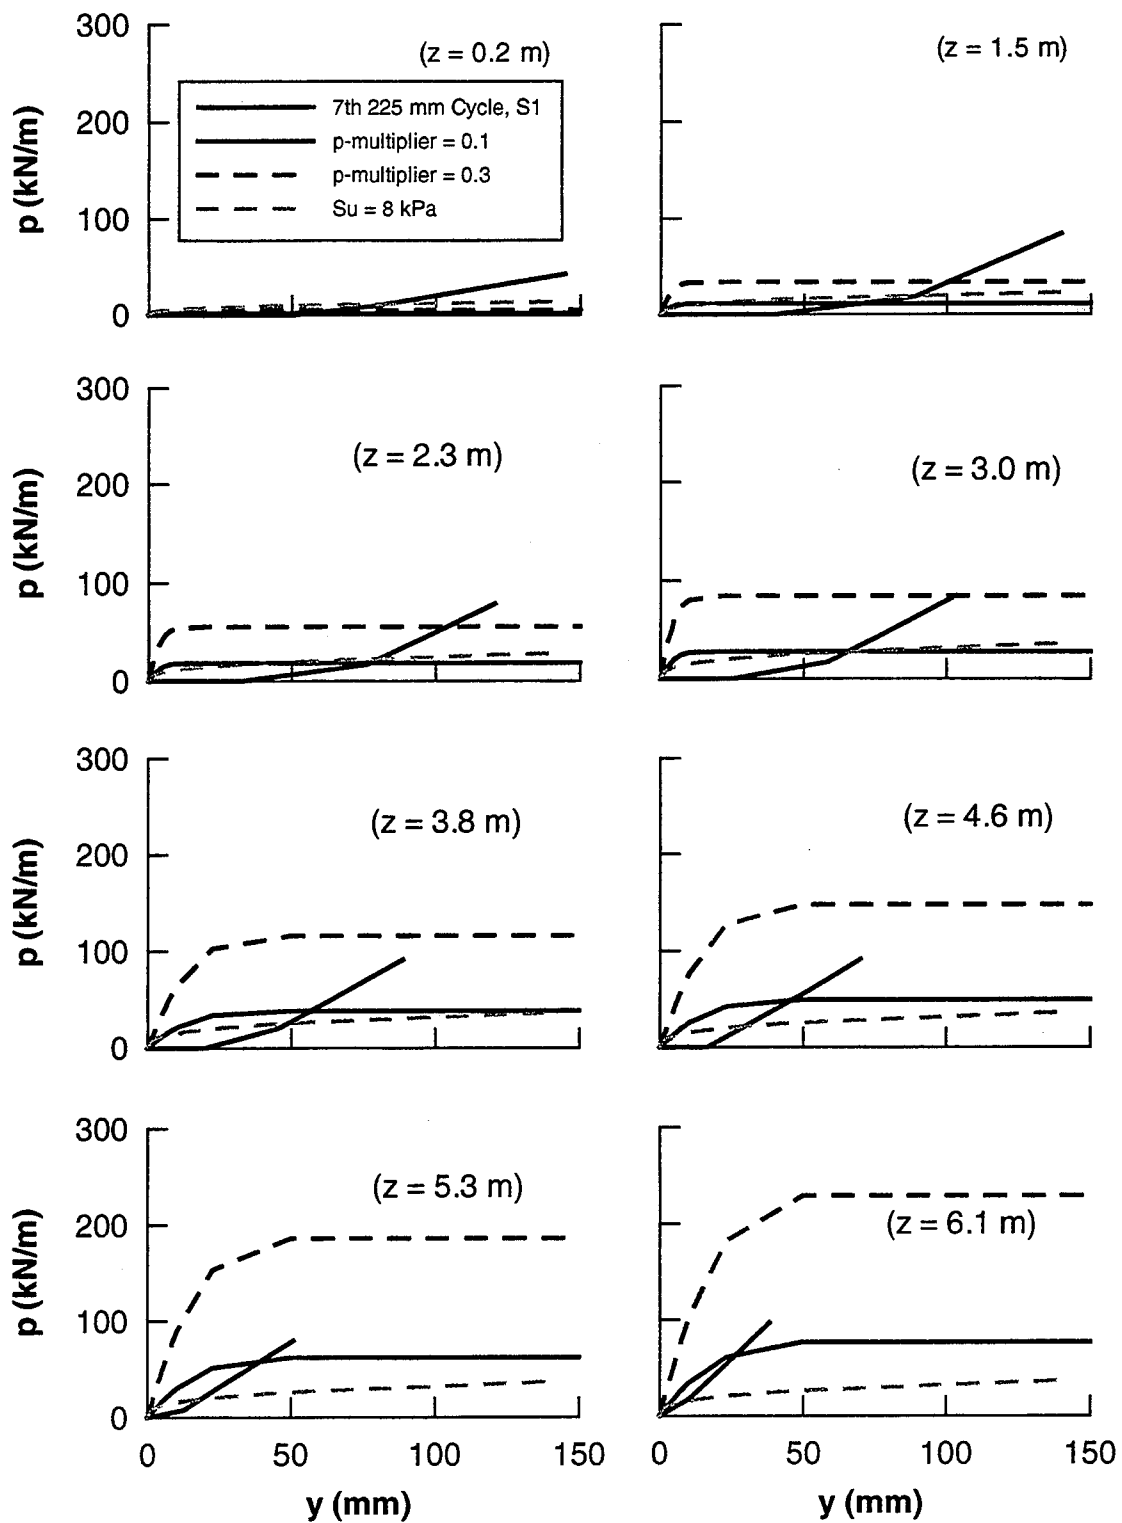 300
200
100
0
p (kN/m)
(z = 0.2 m)
7th 225 mm Cycle, S1
p-multiplier = 0.1
p-multiplier = 0.3
Su = 8 kPa
(z = 1.5 m)
300
200
100
0
p (kN/m)
(z = 2.3 m)
(z = 3.0 m)
300
200
100
0
p (kN/m)
(z = 3.8 m)
(z = 4.6 m)
300
200
100
0
p (kN/m)
(z = 5.3 m)
(z = 6.1 m)
0 50 100 150
0 50 100 150
y (mm)
y (mm)